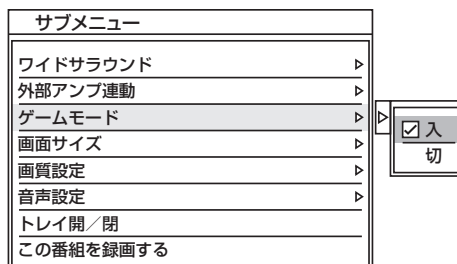 サブメニュー
ワイドサラウンド
外部アンプ連動
ゲームモード
画面サイズ
画質設定
音声設定
トレイ開／閉
この番組を録画する
入
切